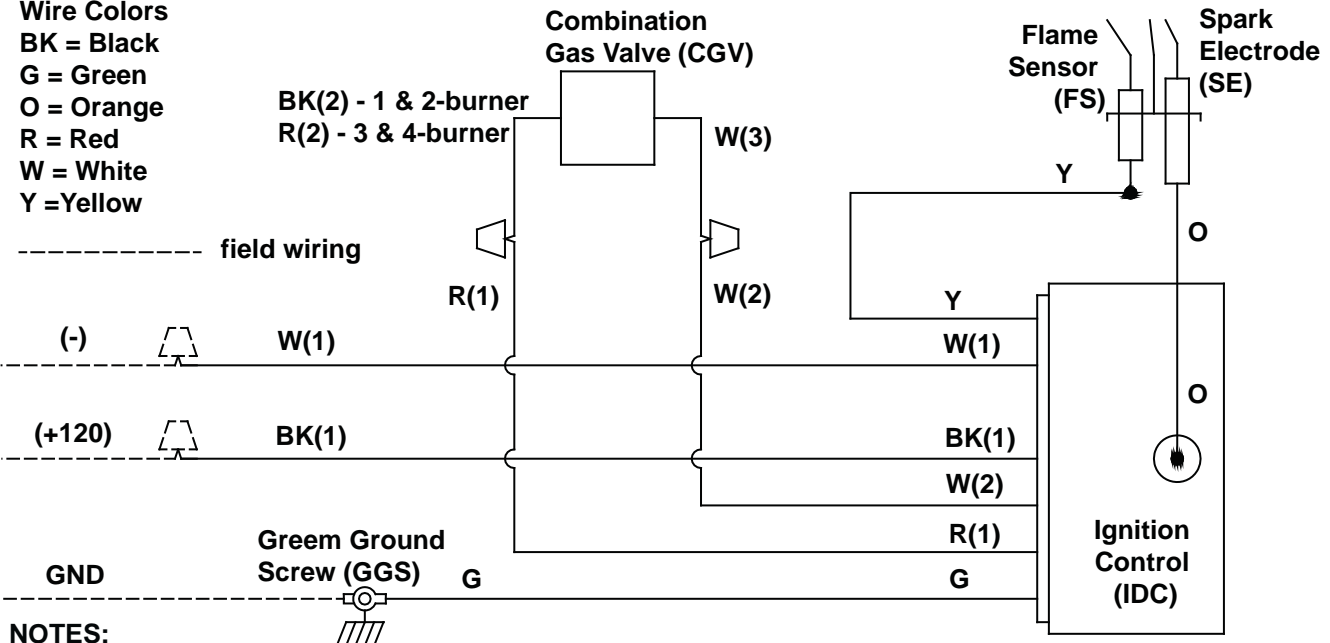 Wire Colors
BK = Black
G = Green
O = Orange
R = Red
W = White
Y =Yellow
field wiring
Combination
Gas Valve (CGV)
BK(2) - 1 & 2-burner
R(2) - 3 & 4-burner
W(3)
Flame
Sensor
(FS)
Spark
Electrode
(SE)
Y
O
R(1)
W(2)
Y
(-)
W(1)
W(1)
O
(+120)
BK(1)
BK(1)
W(2)
R(1)
Greem Ground
Screw (GGS)
GND
G
G
Ignition
Control
(IDC)
NOTES: